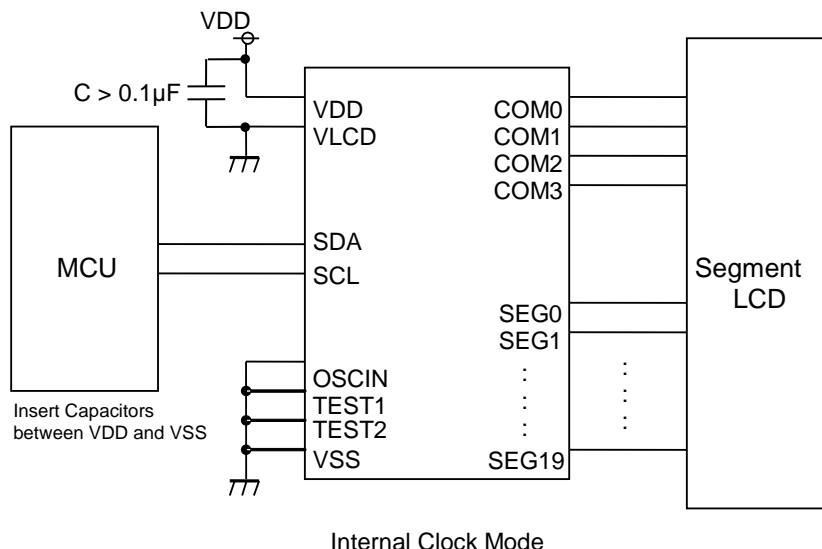 VDD
C > 0.1µF
MCU
Insert Capacitors
between VDD and VSS
VDD
VLCD
SDA
SCL
OSCIN
TEST1
TEST2
VSS
COM0
COM1
COM2
COM3
SEG0
SEG1
SEG19
Segment
LCD
Internal Clock Mode